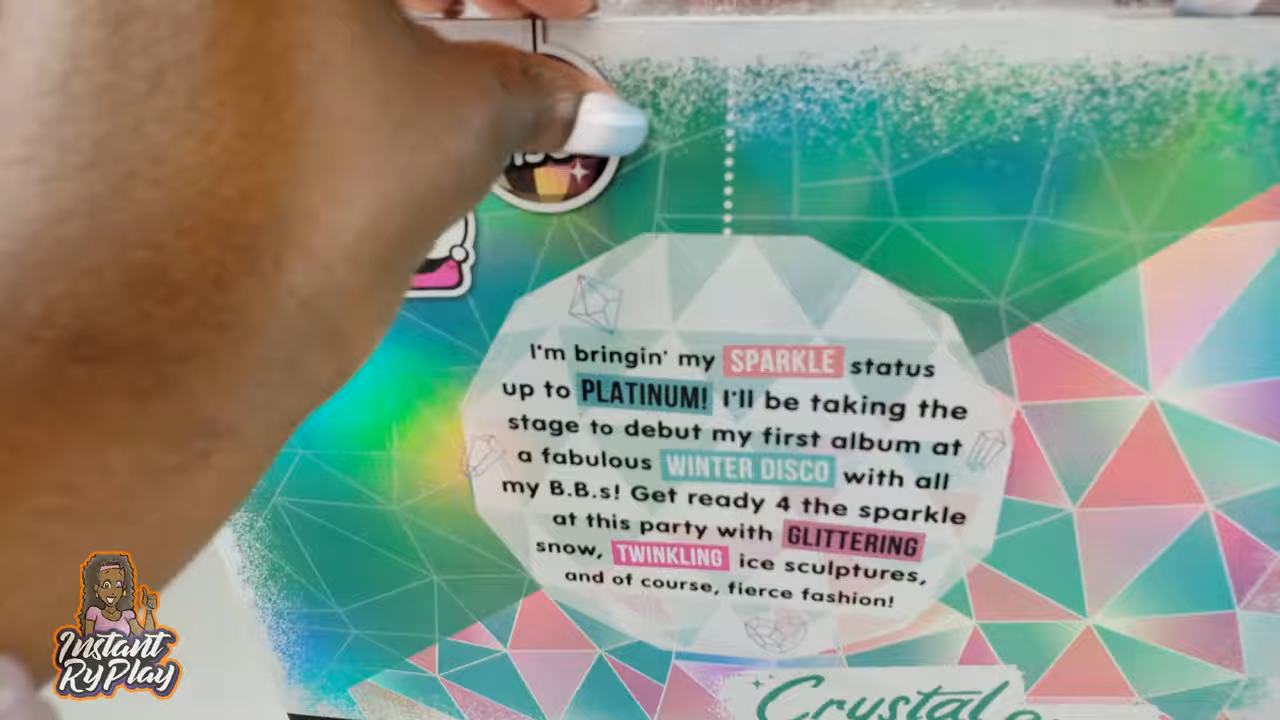 I'm bringin' my SPARKLE status
up to PLATINUM! I'll be taking the
stage to debut my first album at
a fabulous WINTER DISCO with all
my B.B.s! Get ready 4 the sparkle
at this party with GLITTERING
snow, TWINKLING ice sculptures,
and of course, fierce fashion!
Crystal
Instant
RyPlay